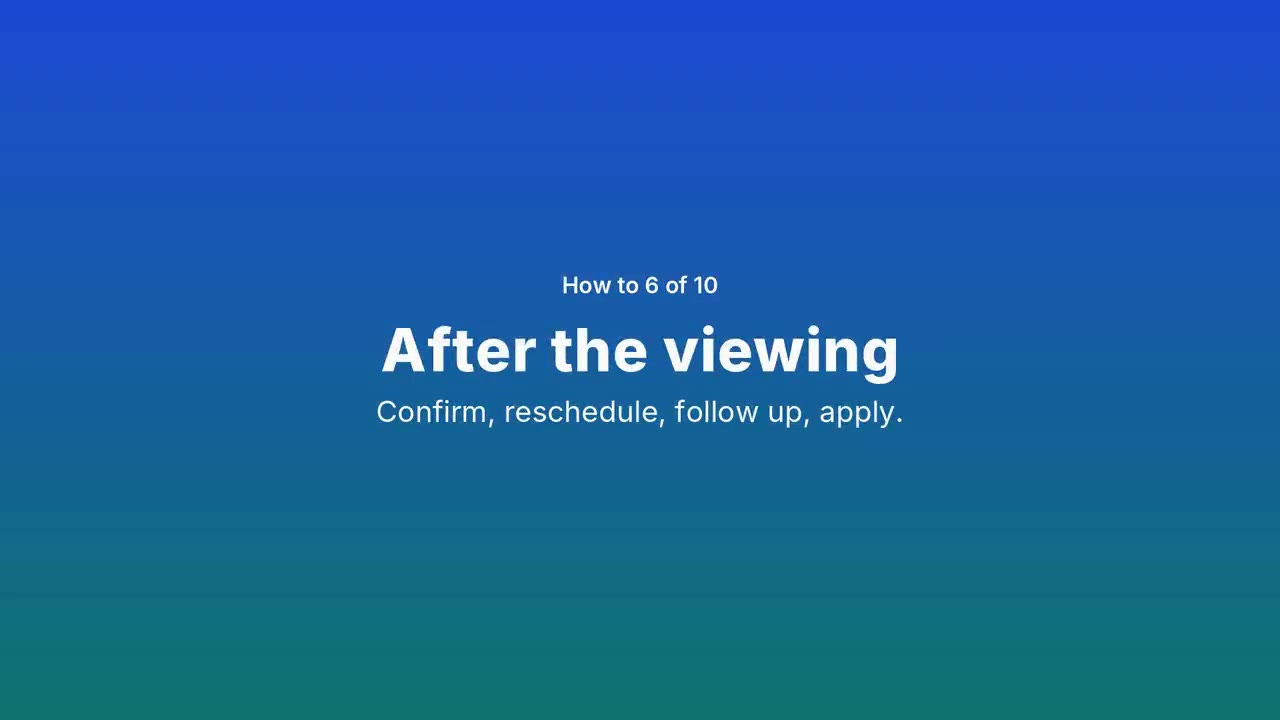 How to 6 of 10
After the viewing
Confirm, reschedule, follow up, apply.